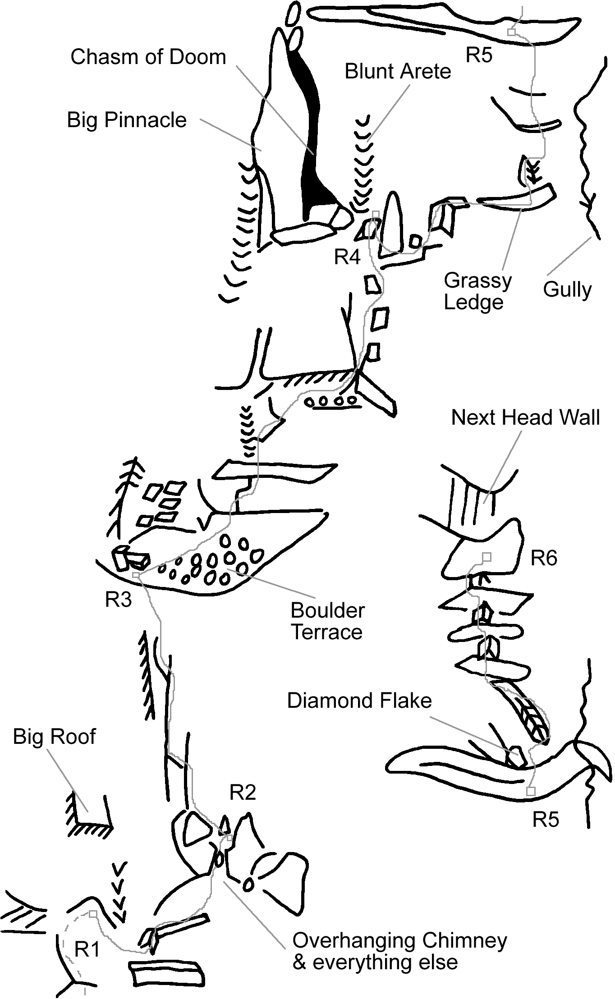 Chasm of Doom
R5
Blunt Arete
Big Pinnacle
R4
Grassy
Ledge
Gully
Next Head Wall
R6
R3
Boulder
Terrace
Diamond Flake
Big Roof
R2
R5
R1
Overhanging Chimney
& everything else